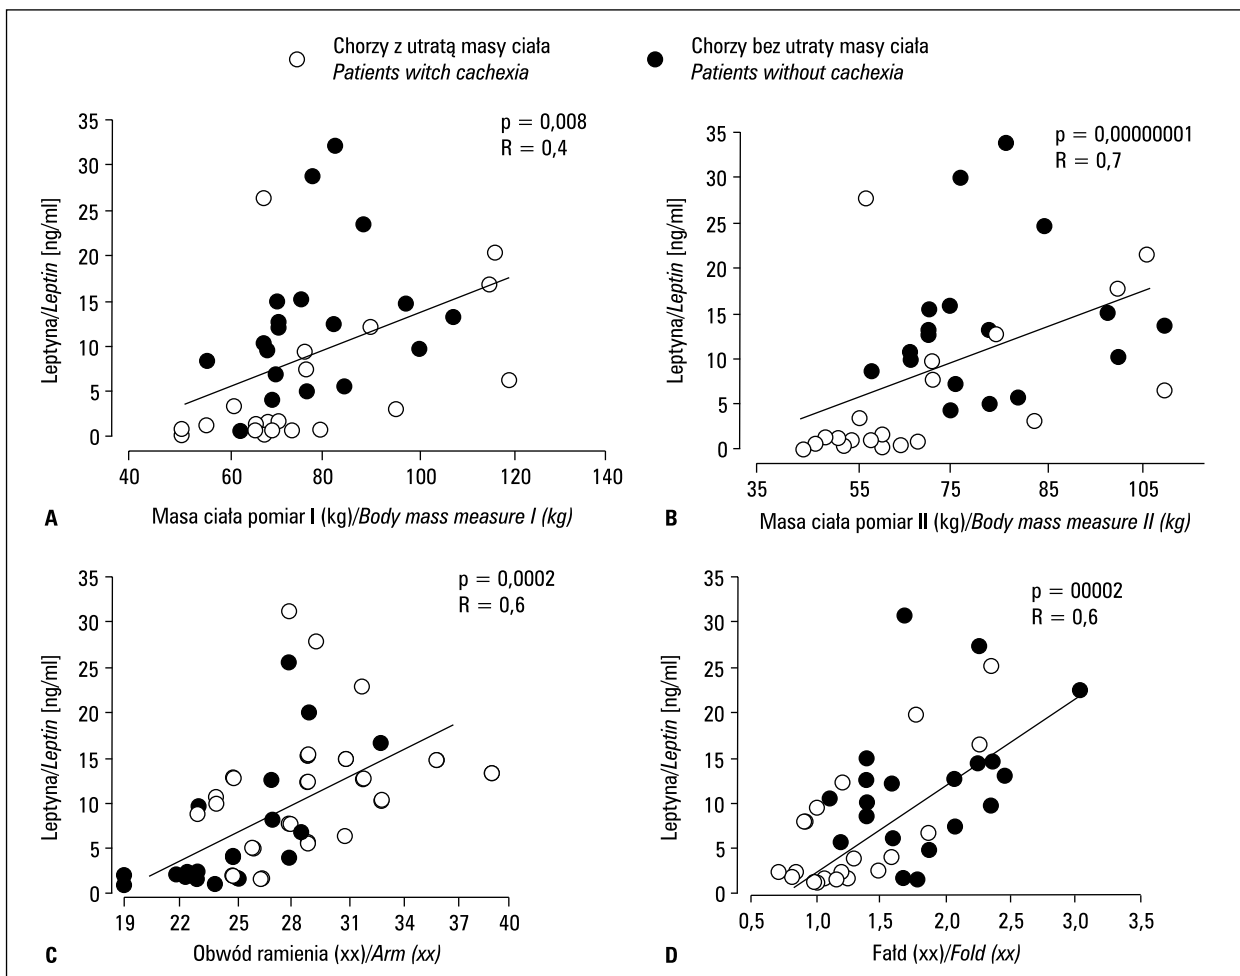 Chorzy z utratą masy ciała
Patients witch cachexia
Chorzy bez utraty masy ciała
Patients without cachexia
p = 0,008
R = 0,4
Leptyna/Leptin [ng/ml]
35
30
25
20
15
10
5
0
40 60 80 100 120 140
A Masa ciała pomiar I (kg)/Body mass measure I (kg)
p = 0,00000001
R = 0,7
Leptyna/Leptin [ng/ml]
35
30
25
20
15
10
5
0
35 55 75 85 105
B Masa ciała pomiar II (kg)/Body mass measure II (kg)
p = 0,0002
R = 0,6
Leptyna/Leptin [ng/ml]
35
30
25
20
15
10
5
0
19 22 25 28 31 34 37 40
C Obwód ramienia (xx)/Arm (xx)
p = 00002
R = 0,6
Leptyna/Leptin [ng/ml]
35
30
25
20
15
10
5
0
0,5 1,0 1,5 2,0 2,5 3,0 3,5
D Fałd (xx)/Fold (xx)